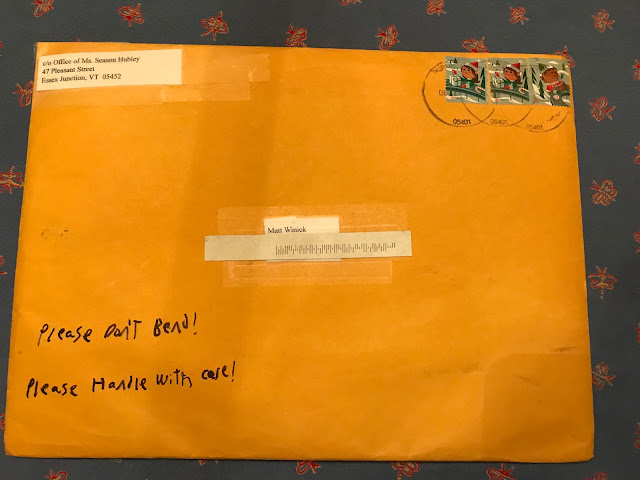 c/o Office of Ms. Season Hubley
47 Pleasant Street
Essex Junction, VT 05452
05401
05401
05401
Matt Winick
Please Don't Bend!
Please Handle With care!